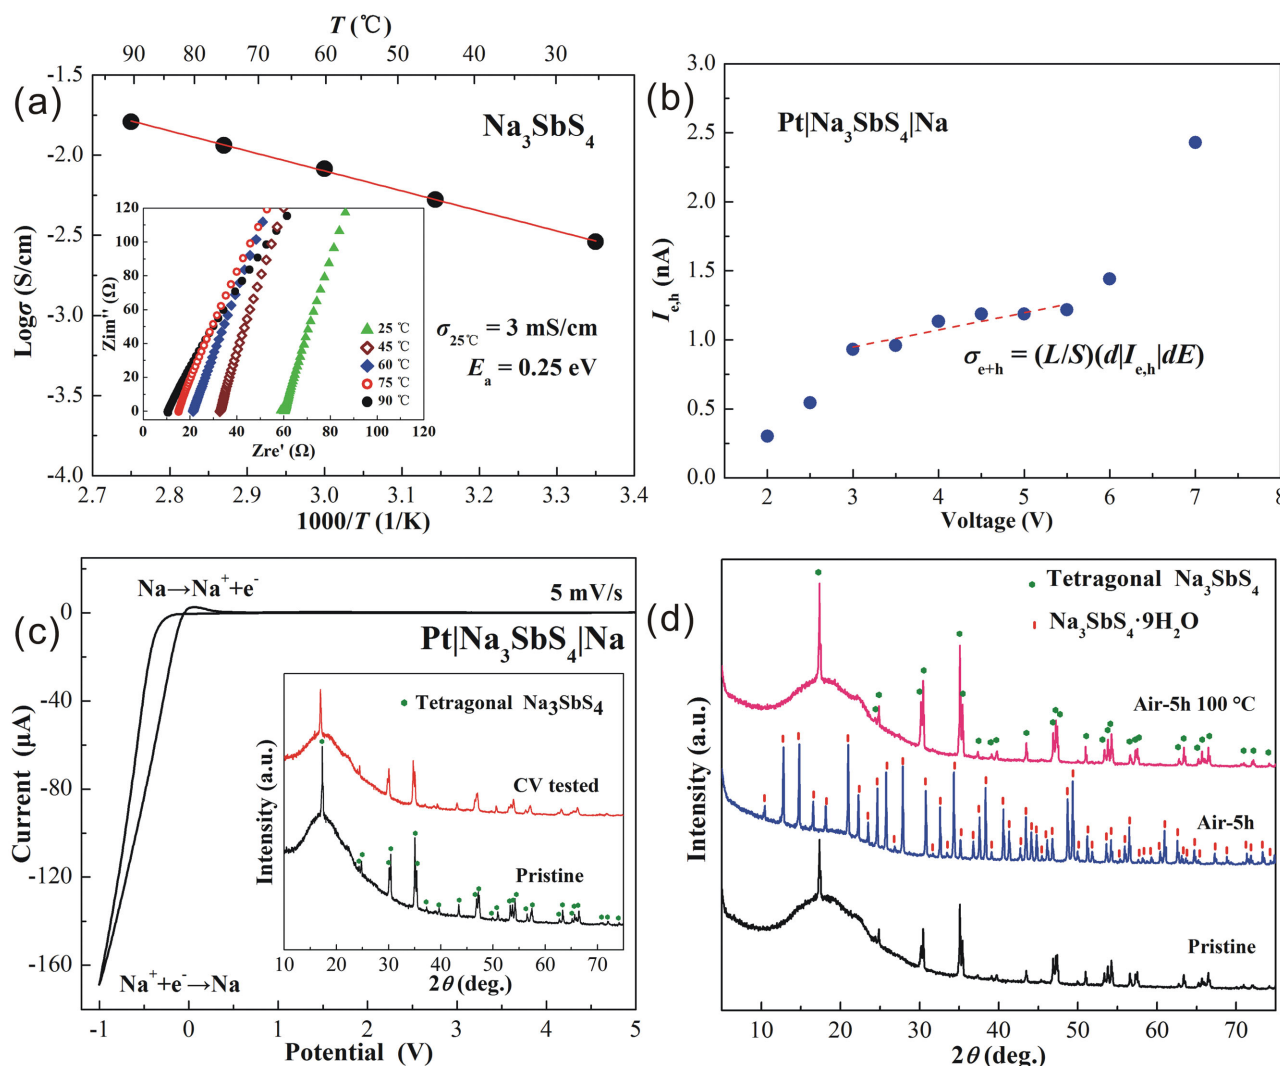 T (℃)
90 80 70 60 50 40 30
(a)
Na3SbS4
Logσ (S/cm)
-1.5
-2.0
-2.5
-3.0
-3.5
-4.0
Zim'' (Ω)
120
100
80
60
40
20
0
25 ℃
45 ℃
60 ℃
75 ℃
90 ℃
0 20 40 60 80 100 120
Zre' (Ω)
σ25℃ = 3 mS/cm
Ea = 0.25 eV
2.7 2.8 2.9 3.0 3.1 3.2 3.3 3.4
1000/T (1/K)
(b)
Pt|Na3SbS4|Na
Ie,h (nA)
3.0
2.5
2.0
1.5
1.0
0.5
0.0
σe+h = (L/S)(d|Ie,h|dE)
2 3 4 5 6 7 8
Voltage (V)
(c)
Na→Na++e-
5 mV/s
Pt|Na3SbS4|Na
Current (μA)
0
-40
-80
-120
-160
Na++e-→Na
Tetragonal Na3SbS4
CV tested
Pristine
Intensity (a.u.)
10 20 30 40 50 60 70
2θ (deg.)
-1 0 1 2 3 4 5
Potential (V)
(d)
Tetragonal Na3SbS4
Na3SbS4·9H2O
Air-5h 100 °C
Air-5h
Pristine
Intensity (a.u.)
10 20 30 40 50 60 70
2θ (deg.)